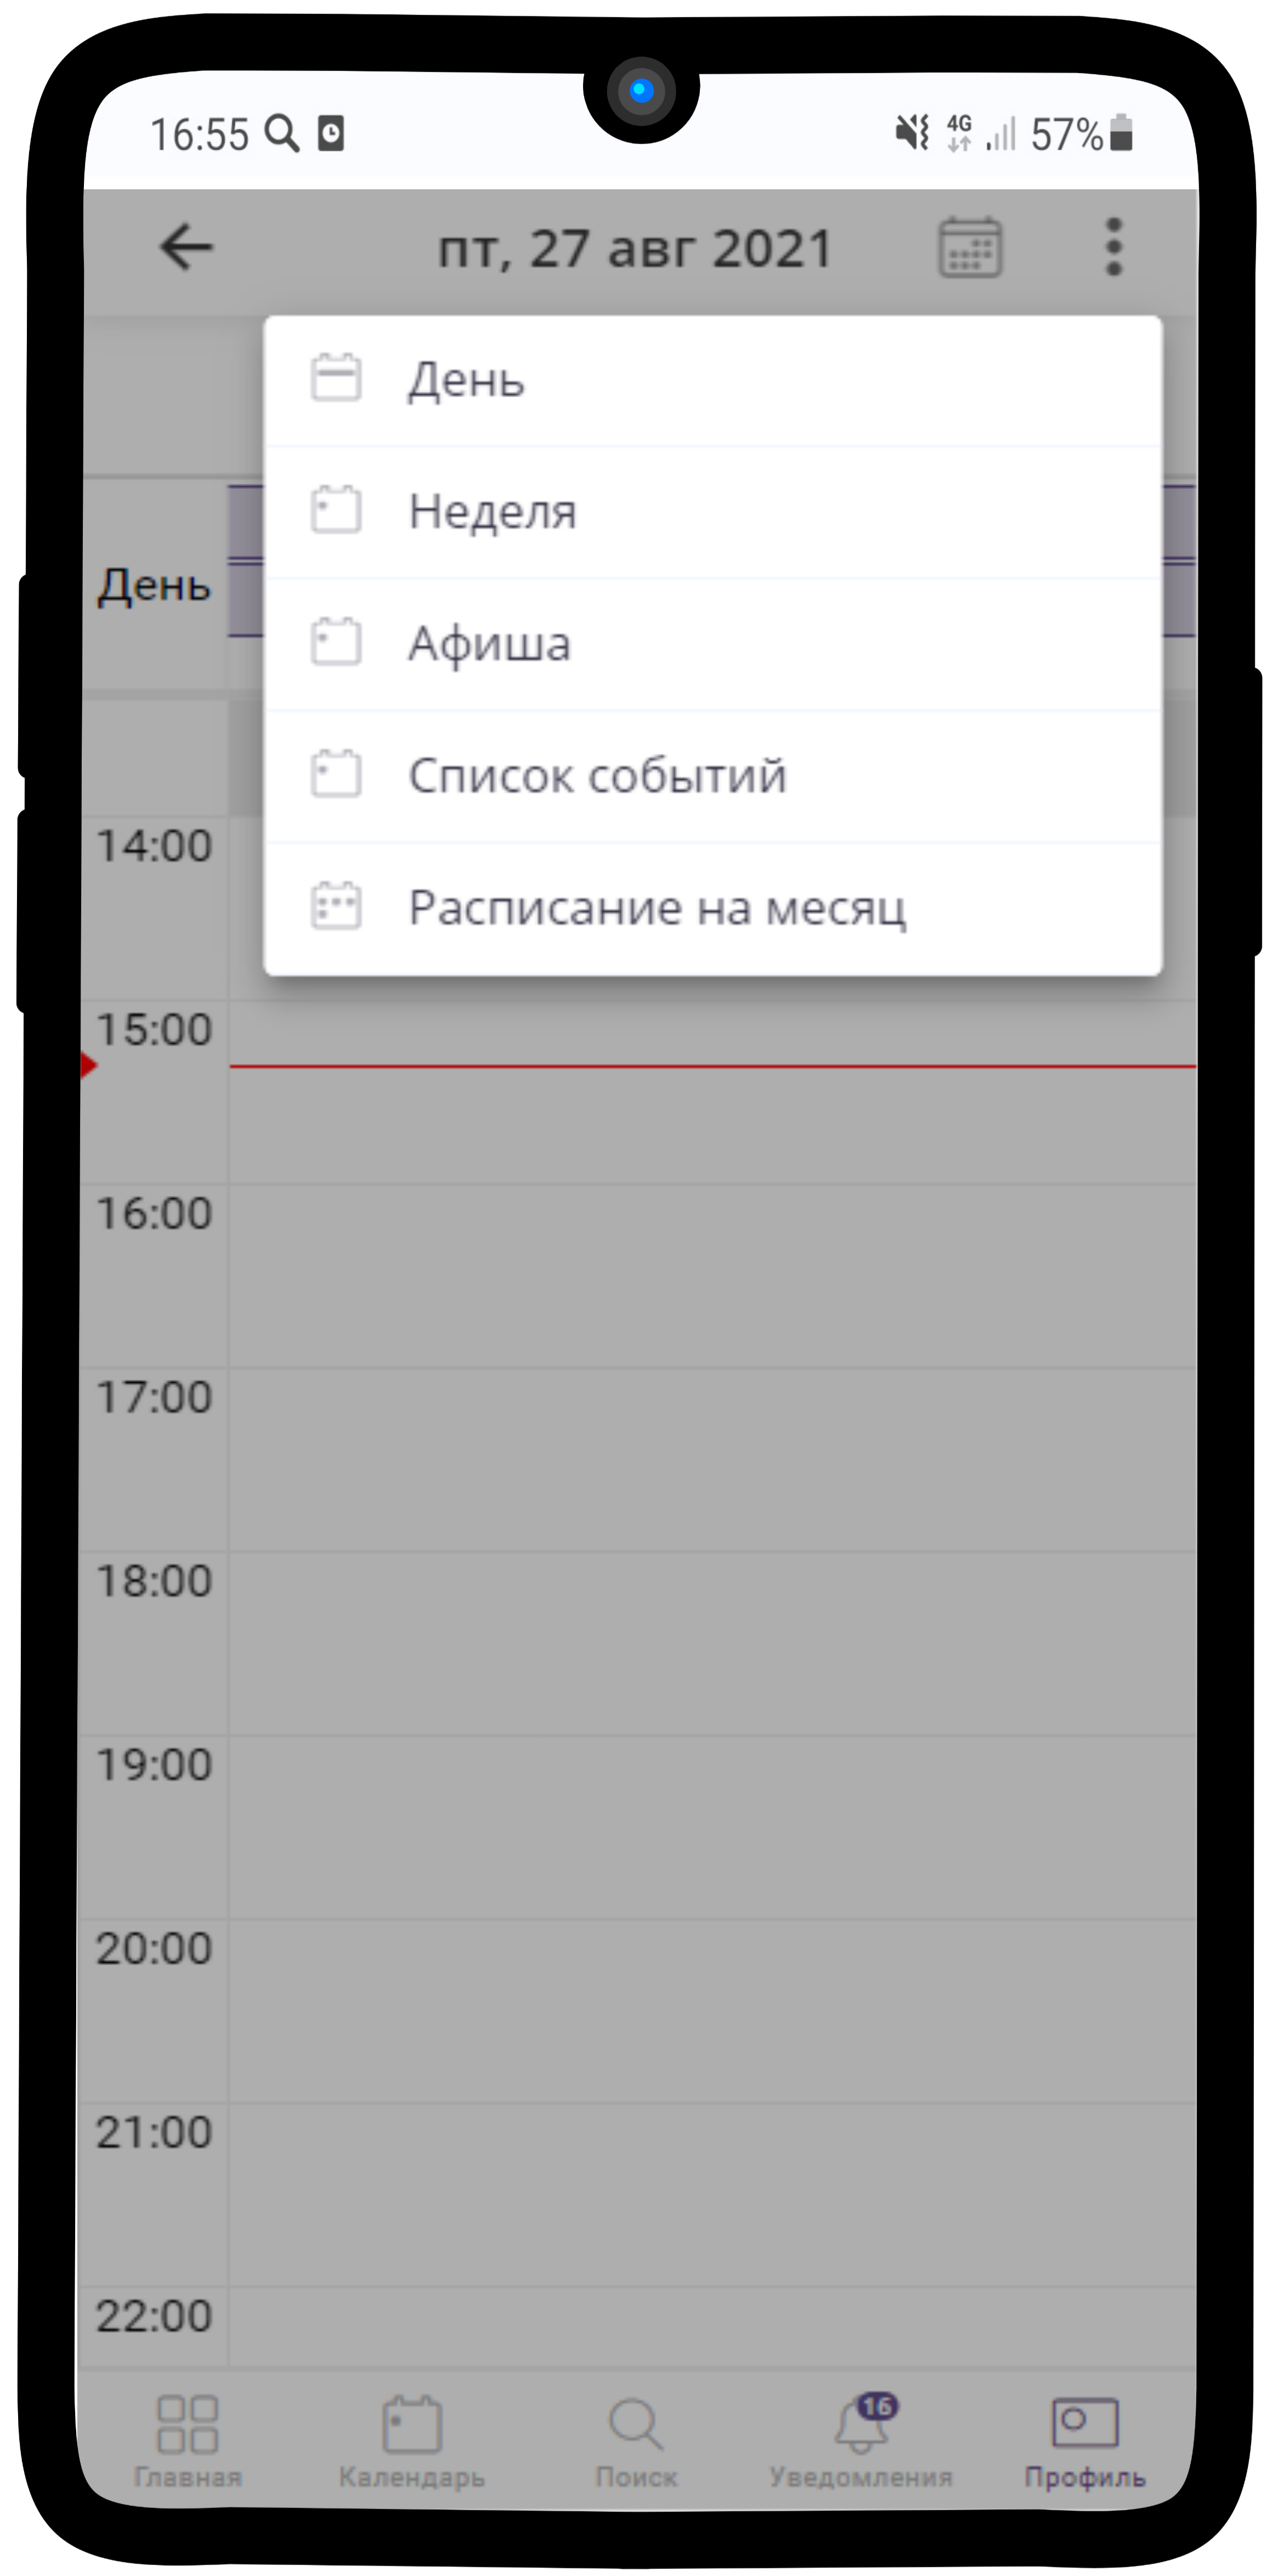 16:55 4G 57%
пт, 27 авг 2021
День
Неделя
День
Афиша
Список событий
14:00
Расписание на месяц
15:00
16:00
17:00
18:00
19:00
20:00
21:00
22:00
16
Главная Календарь Поиск Уведомления Профиль